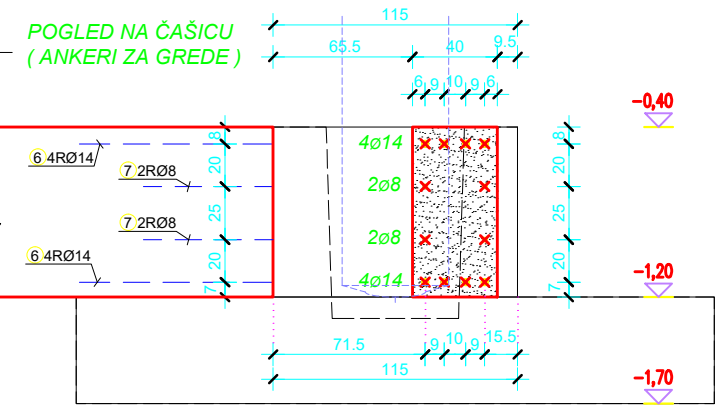 POGLED NA ČAŠICU
( ANKERI ZA GREDE )
115
65.5 40 9.5
6 9 10 9 6
-0,40
8 4ø14 8
6 4RØ14
20 20
7 2RØ8
2ø8
25 25
7 2RØ8
2ø8
6 4RØ14
20 20
-1,20
4ø14
7 7
71.5 9 10 9 15.5
115
-1,70